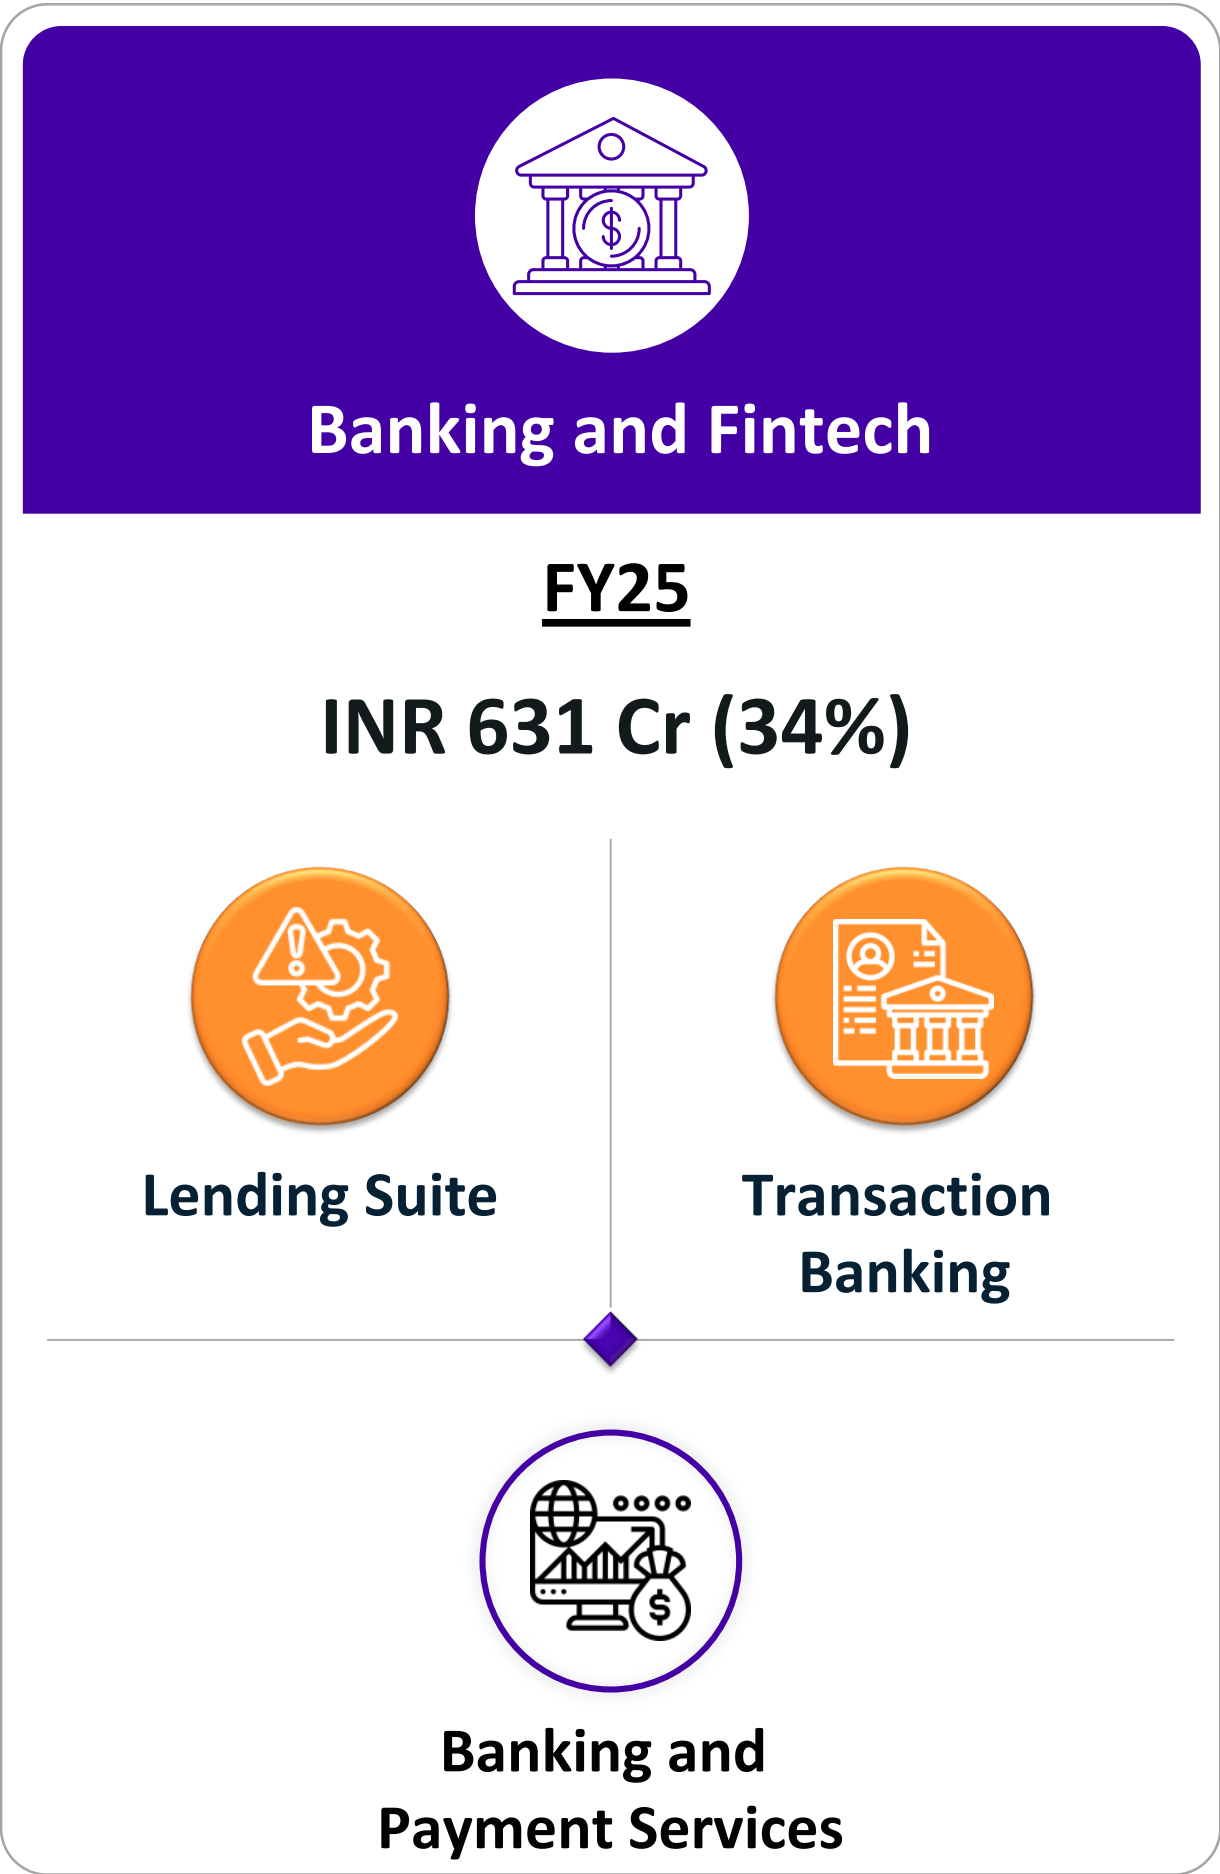 Banking and Fintech
FY25
INR 631 Cr (34%)
Lending Suite
Transaction
Banking
Banking and
Payment Services